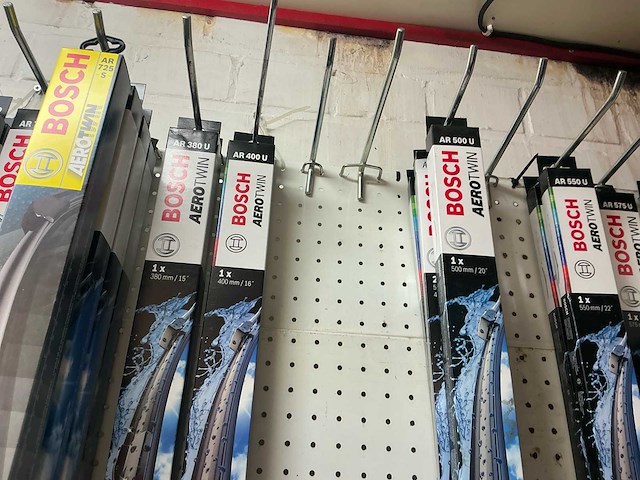 AR
725
S
BOSCH
AEROTWIN
BOSCH
AR 380 U
BOSCH
AEROTWIN
1 x
380 mm / 15"
AR 400 U
BOSCH
AEROTWIN
1 x
400 mm / 16"
AR 500 U
BOSCH
AEROTWIN
1 x
500 mm / 20"
AR 550 U
BOSCH
AEROTWIN
1 x
550 mm / 22"
AR 575 U
BOSCH